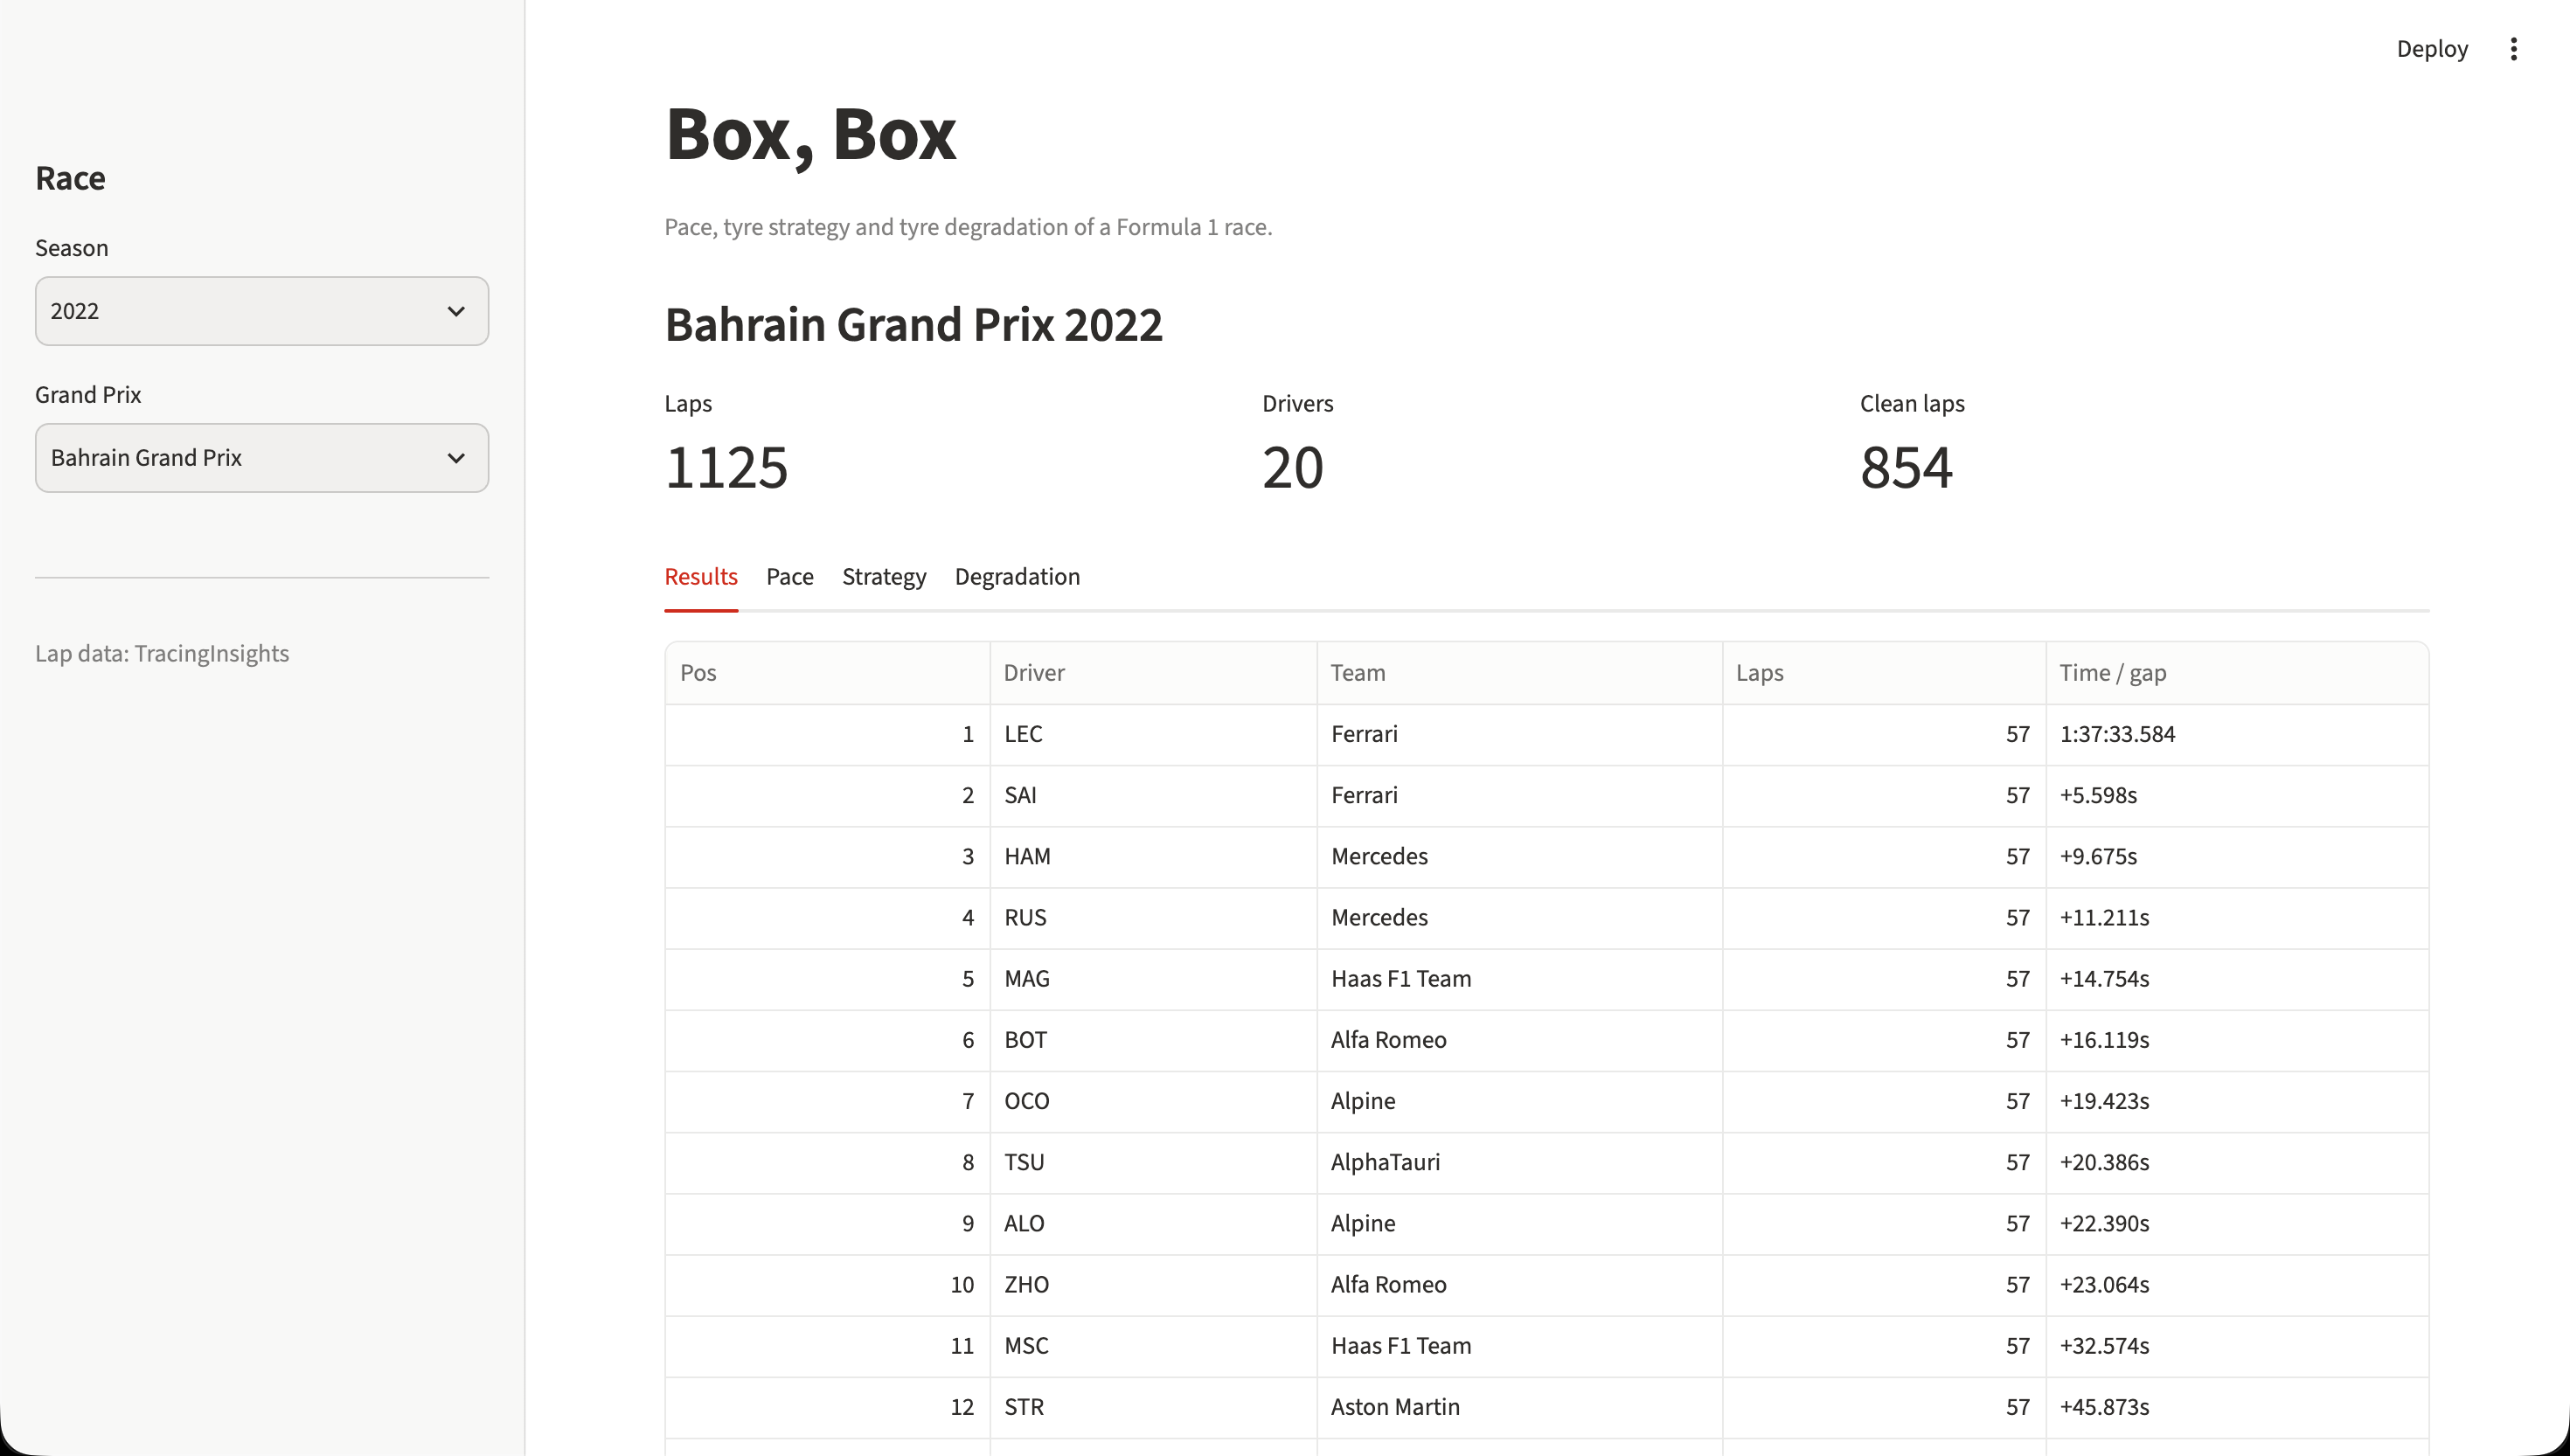 Deploy
Race
Season
2022
Grand Prix
Bahrain Grand Prix
Lap data: TracingInsights
Box, Box
Pace, tyre strategy and tyre degradation of a Formula 1 race.
Bahrain Grand Prix 2022
Laps Drivers Clean laps
1125 20 854
Results Pace Strategy Degradation
Pos Driver Team Laps Time / gap
1 LEC Ferrari 57 1:37:33.584
2 SAI Ferrari 57 +5.598s
3 HAM Mercedes 57 +9.675s
4 RUS Mercedes 57 +11.211s
5 MAG Haas F1 Team 57 +14.754s
6 BOT Alfa Romeo 57 +16.119s
7 OCO Alpine 57 +19.423s
8 TSU AlphaTauri 57 +20.386s
9 ALO Alpine 57 +22.390s
10 ZHO Alfa Romeo 57 +23.064s
11 MSC Haas F1 Team 57 +32.574s
12 STR Aston Martin 57 +45.873s